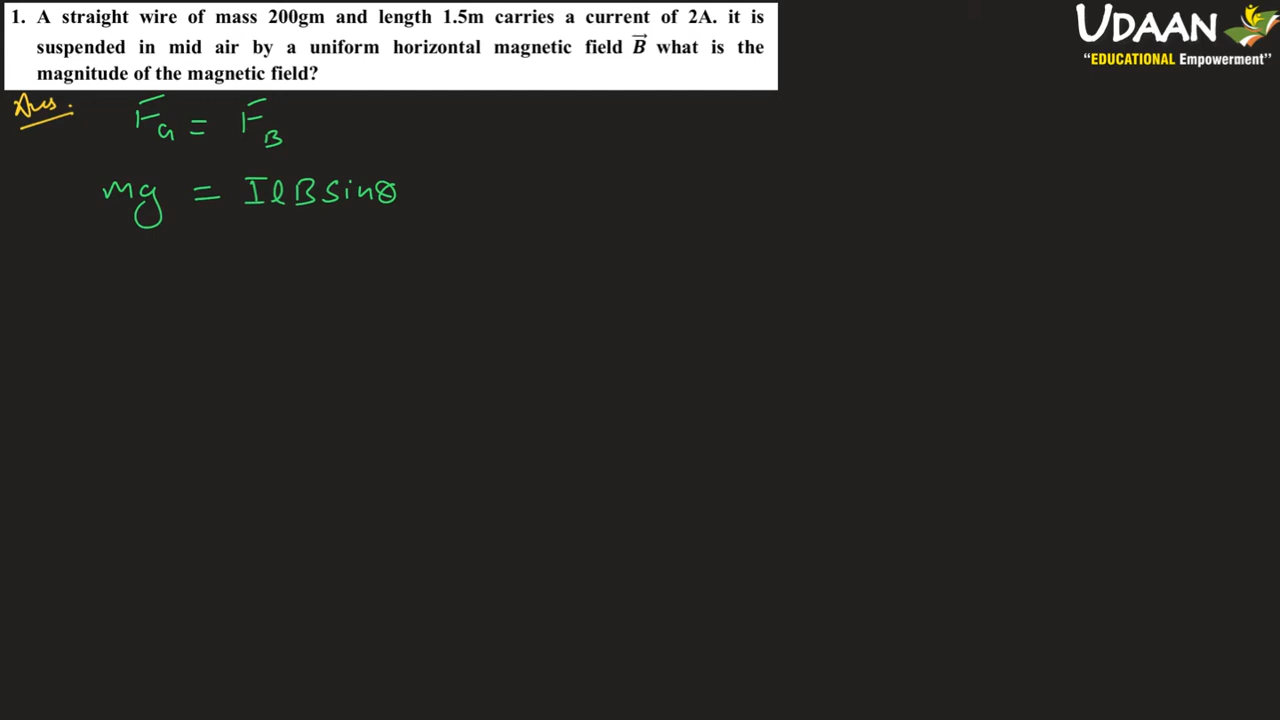 1. A straight wire of mass 200gm and length 1.5m carries a current of 2A. it is
suspended in mid air by a uniform horizontal magnetic field B⃗ what is the
magnitude of the magnetic field?
UDAAN
“EDUCATIONAL Empowerment”
Ans.
F_G = F_B
mg = IlB sinθ